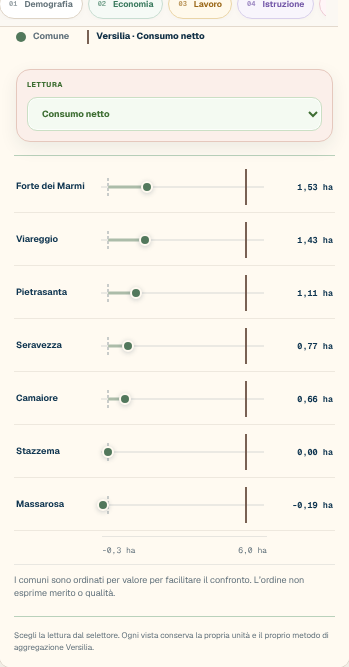 01 Demografia 02 Economia 03 Lavoro 04 Istruzione
Comune Versilia · Consumo netto
LETTURA
Consumo netto
Forte dei Marmi 1,53 ha
Viareggio 1,43 ha
Pietrasanta 1,11 ha
Seravezza 0,77 ha
Camaiore 0,66 ha
Stazzema 0,00 ha
Massarosa -0,19 ha
-0,3 ha 6,0 ha
I comuni sono ordinati per valore per facilitare il confronto. L'ordine non
esprime merito o qualità.
Scegli la lettura dal selettore. Ogni vista conserva la propria unità e il proprio metodo di
aggregazione Versilia.